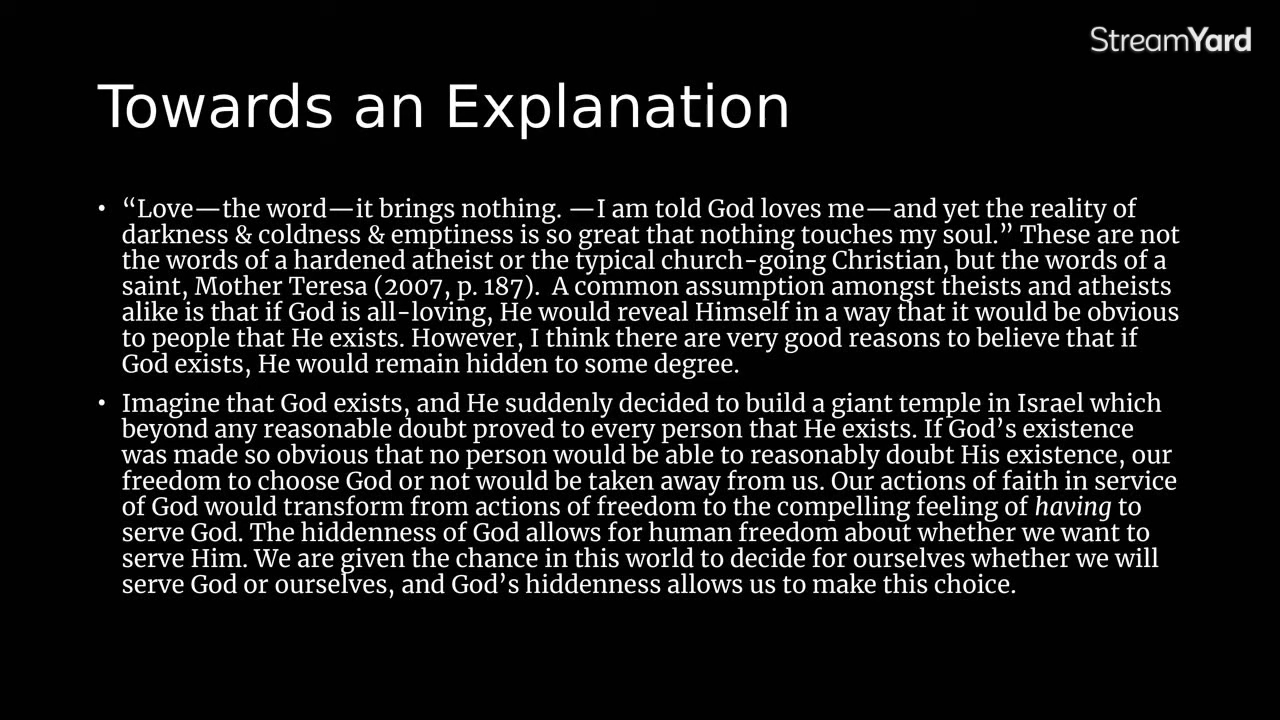 StreamYard
Towards an Explanation
• “Love—the word—it brings nothing. —I am told God loves me—and yet the reality of
darkness & coldness & emptiness is so great that nothing touches my soul.” These are not
the words of a hardened atheist or the typical church-going Christian, but the words of a
saint, Mother Teresa (2007, p. 187).  A common assumption amongst theists and atheists
alike is that if God is all-loving, He would reveal Himself in a way that it would be obvious
to people that He exists. However, I think there are very good reasons to believe that if
God exists, He would remain hidden to some degree.
• Imagine that God exists, and He suddenly decided to build a giant temple in Israel which
beyond any reasonable doubt proved to every person that He exists. If God’s existence
was made so obvious that no person would be able to reasonably doubt His existence, our
freedom to choose God or not would be taken away from us. Our actions of faith in service
of God would transform from actions of freedom to the compelling feeling of having to
serve God. The hiddenness of God allows for human freedom about whether we want to
serve Him. We are given the chance in this world to decide for ourselves whether we will
serve God or ourselves, and God’s hiddenness allows us to make this choice.